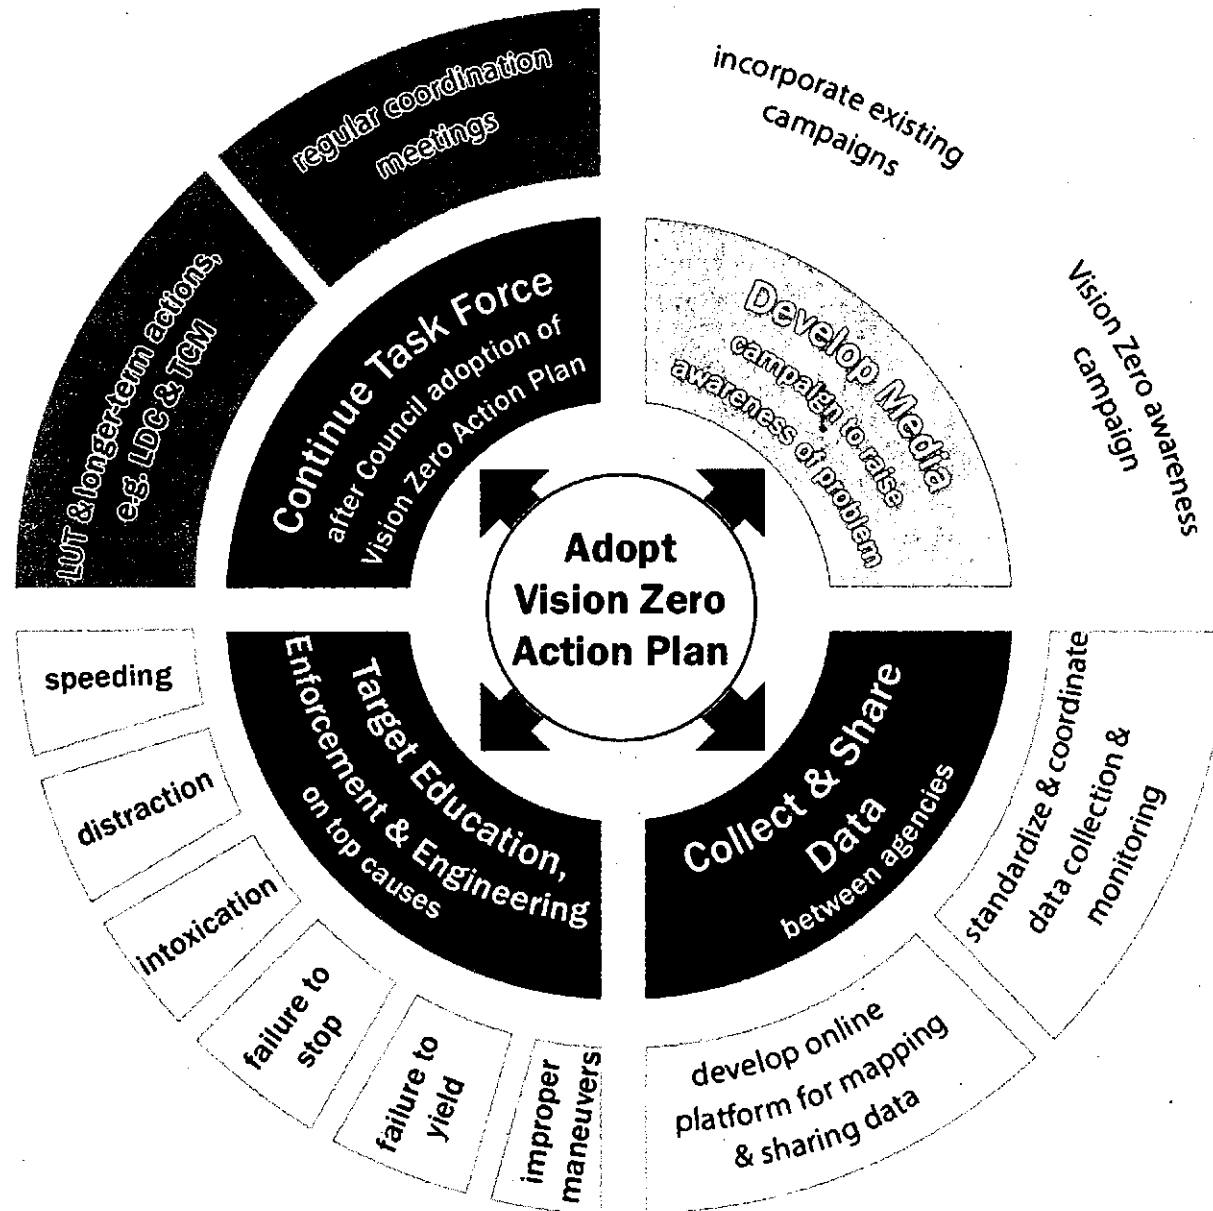 regular coordination
meetings
LUT & longer-term actions,
e.g. LDC & TCM
Continue Task Force
after Council adoption of
Vision Zero Action Plan
incorporate existing
campaigns
Vision Zero awareness
campaign
Develop Media
campaign to raise
awareness of problem
Adopt
Vision Zero
Action Plan
Target Education,
Enforcement & Engineering
on top causes
speeding
distraction
intoxication
failure to
stop
failure to
yield
improper
maneuvers
Collect & Share
Data
between agencies
standardize & coordinate
data collection &
monitoring
develop online
platform for mapping
& sharing data